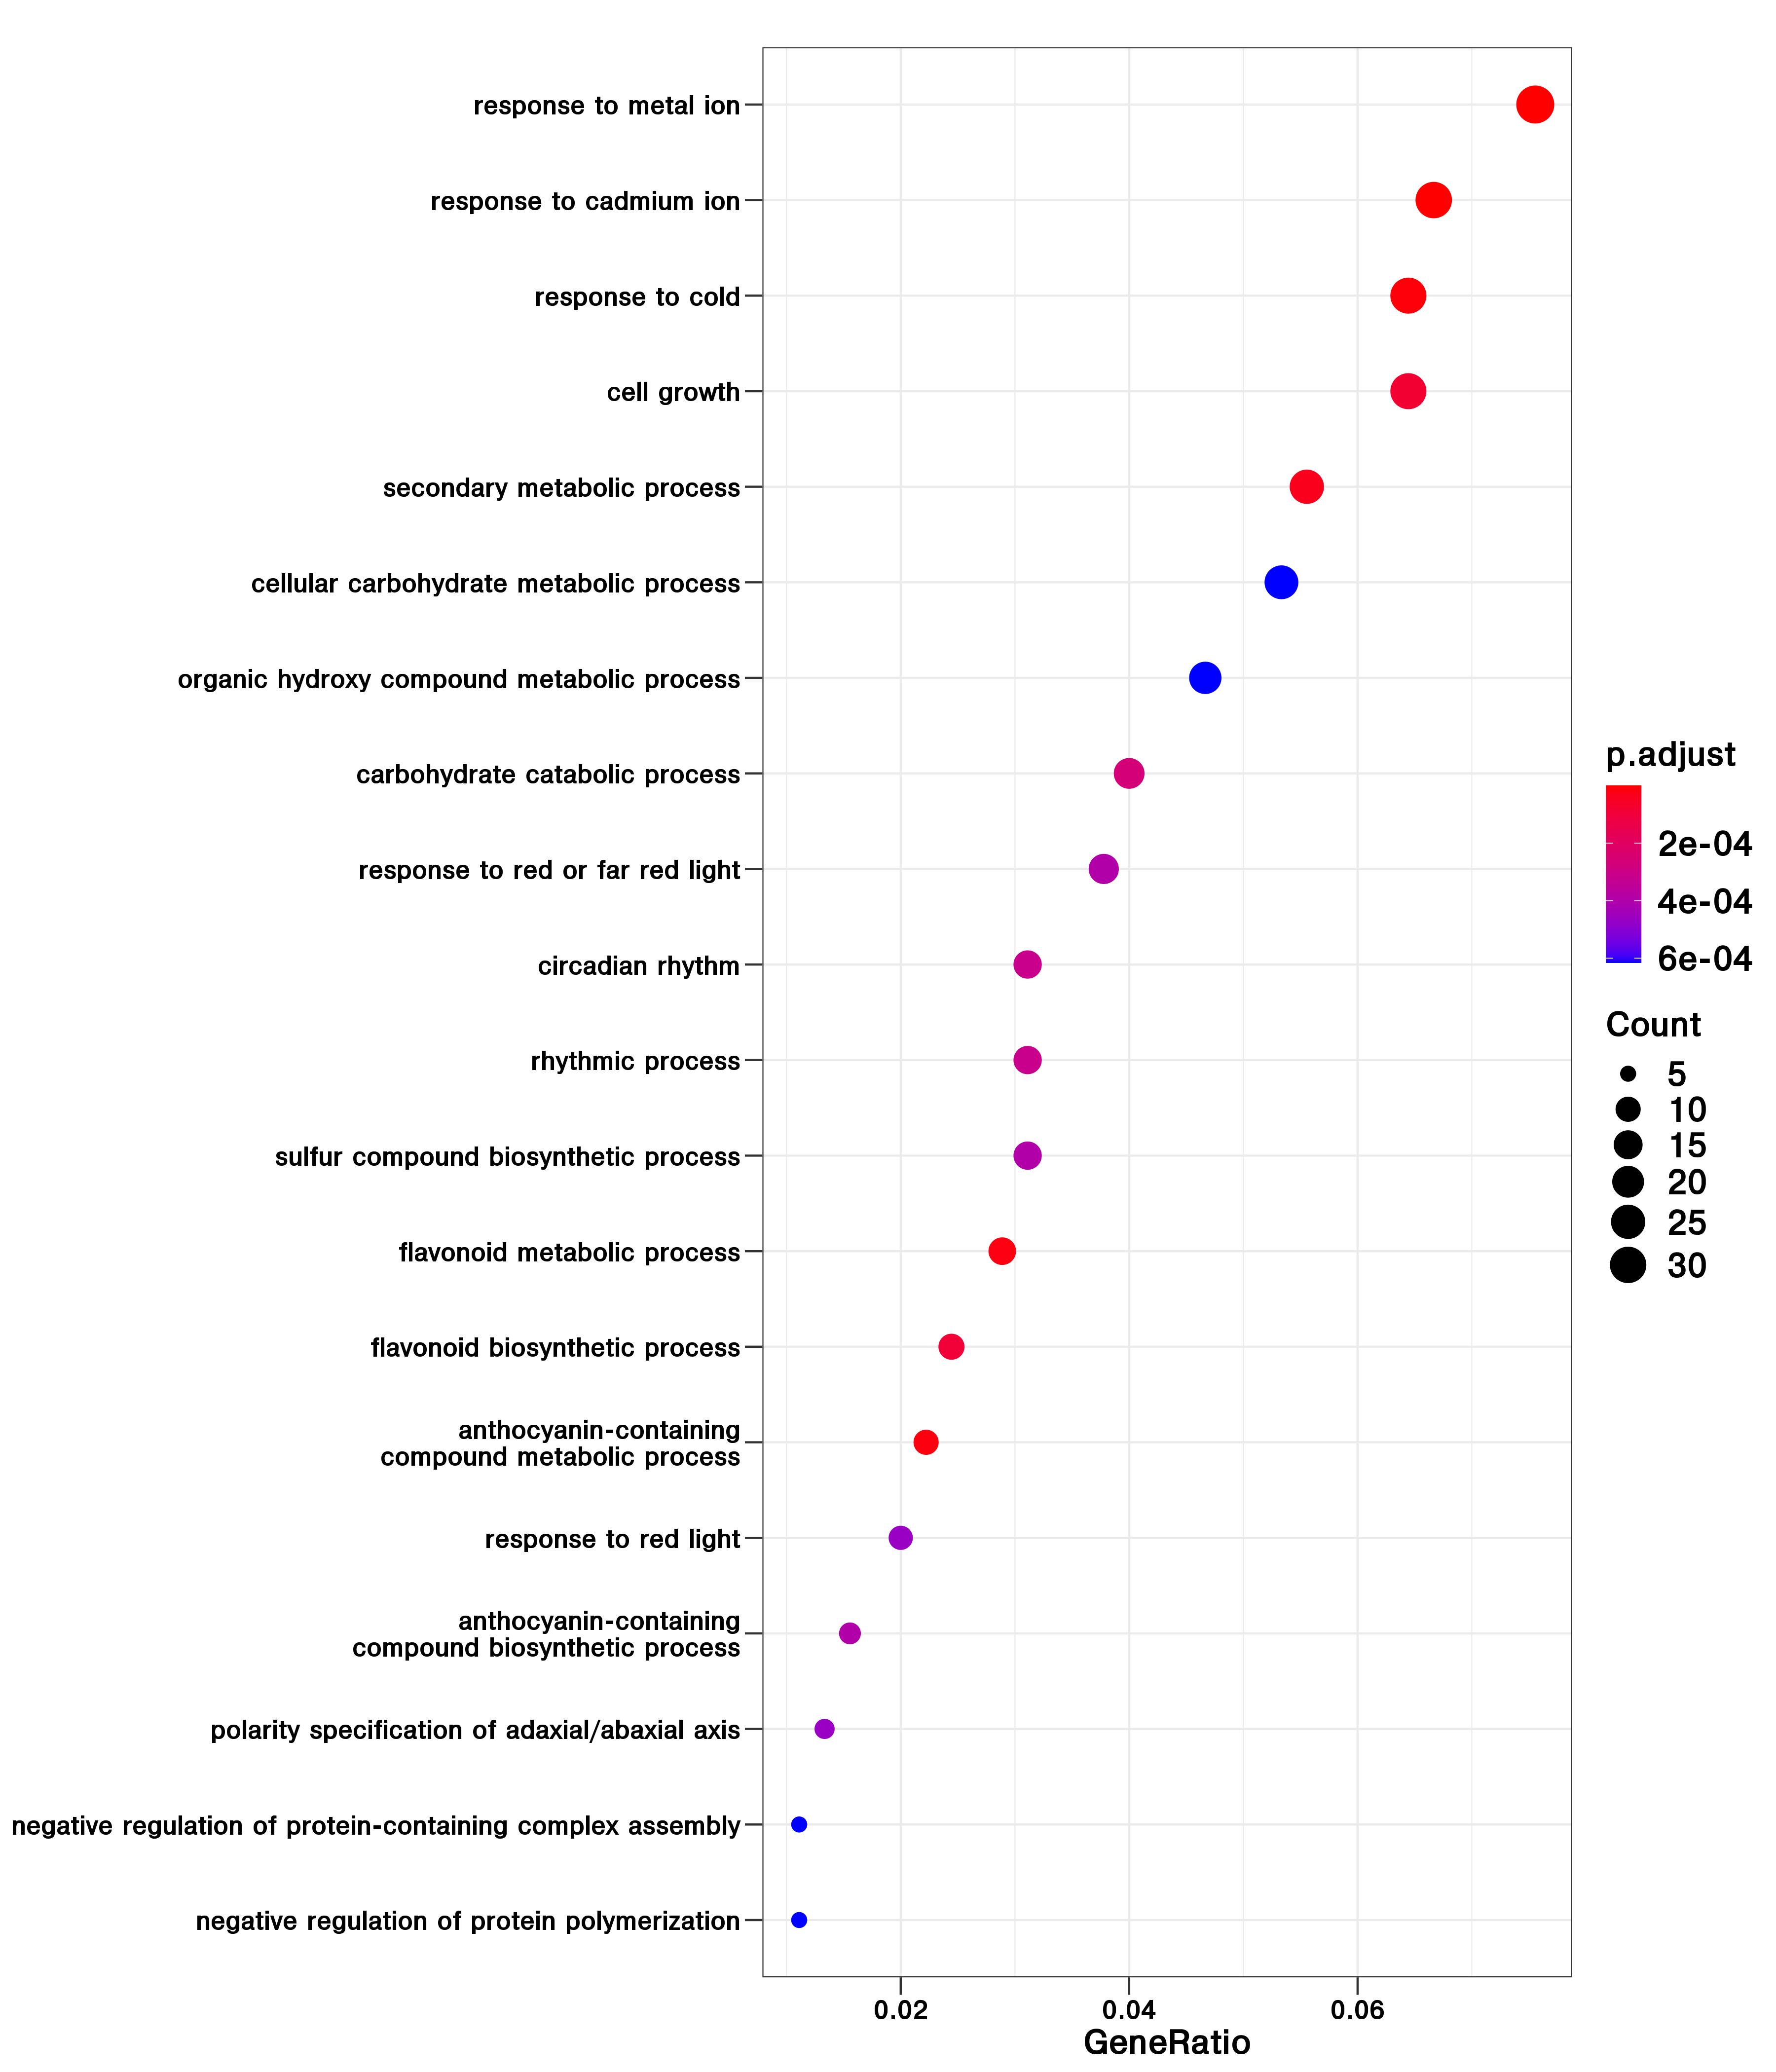 response to metal ion
response to cadmium ion
response to cold
cell growth
secondary metabolic process
cellular carbohydrate metabolic process
organic hydroxy compound metabolic process
carbohydrate catabolic process
response to red or far red light
circadian rhythm
rhythmic process
sulfur compound biosynthetic process
flavonoid metabolic process
flavonoid biosynthetic process
anthocyanin-containing
compound metabolic process
response to red light
anthocyanin-containing
compound biosynthetic process
polarity specification of adaxial/abaxial axis
negative regulation of protein-containing complex assembly
negative regulation of protein polymerization
0.02 0.04 0.06
GeneRatio
p.adjust
2e-04
4e-04
6e-04
Count
5
10
15
20
25
30